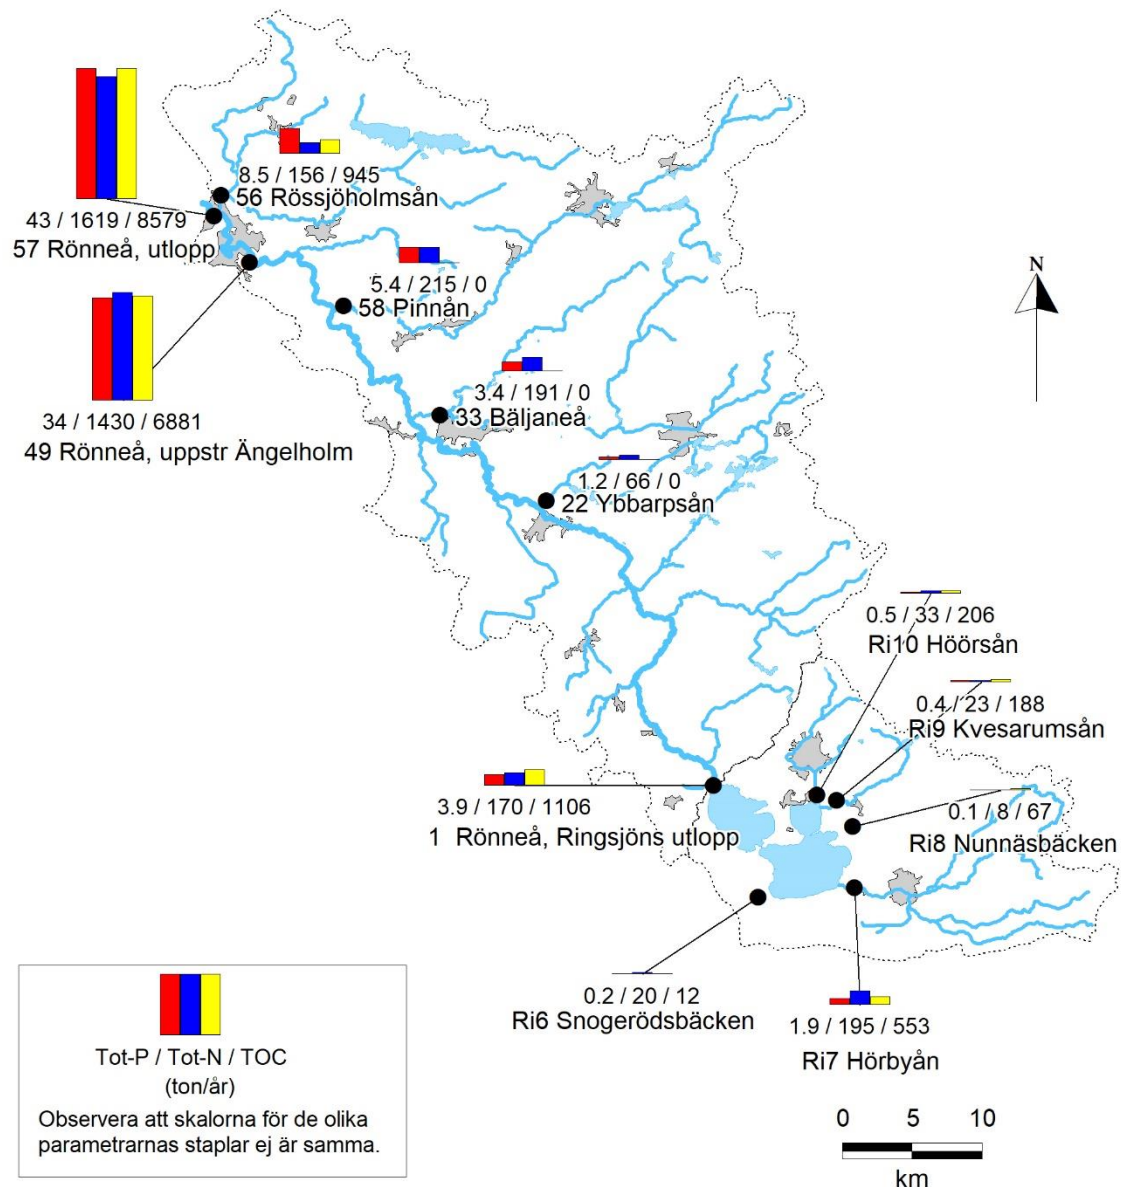 8.5 / 156 / 945
56 Rössjöholmsån
43 / 1619 / 8579
57 Rönneå, utlopp
5.4 / 215 / 0
58 Pinnån
N
3.4 / 191 / 0
33 Bäljaneå
34 / 1430 / 6881
49 Rönneå, uppstr Ängelholm
1.2 / 66 / 0
22 Ybbarpsån
0.5 / 33 / 206
Ri10 Höörsån
0.4 / 23 / 188
Ri9 Kvesarumsån
3.9 / 170 / 1106
1 Rönneå, Ringsjöns utlopp
0.1 / 8 / 67
Ri8 Nunnäsbäcken
0.2 / 20 / 12
Ri6 Snogerödsbäcken
1.9 / 195 / 553
Ri7 Hörbyån
Tot-P / Tot-N / TOC
(ton/år)
Observera att skalorna för de olika
parametrarnas staplar ej är samma.
0 5 10
km